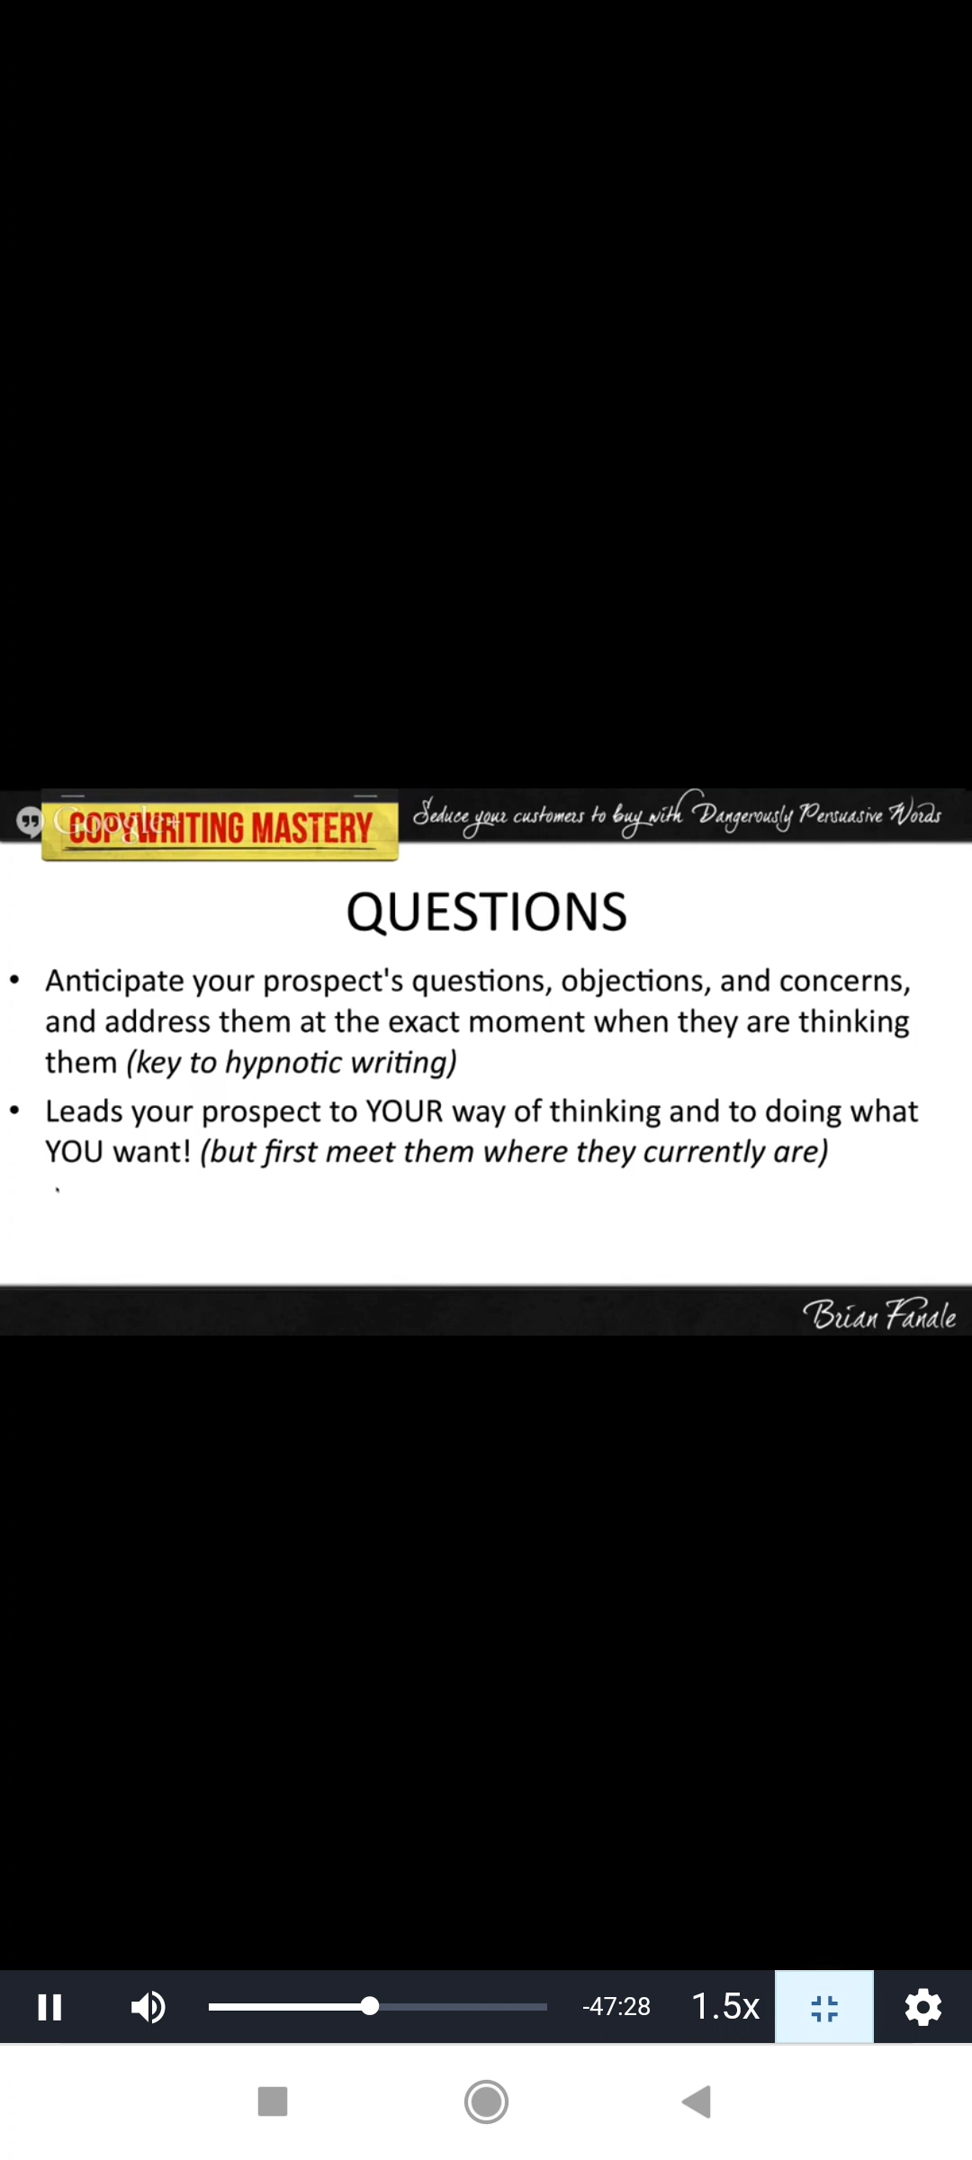 Google+
COPYWRITING MASTERY
Seduce your customers to buy with Dangerously Persuasive Words
QUESTIONS
• Anticipate your prospect's questions, objections, and concerns,
and address them at the exact moment when they are thinking
them (key to hypnotic writing)
• Leads your prospect to YOUR way of thinking and to doing what
YOU want! (but first meet them where they currently are)
Brian Fanale
-47:28 1.5x